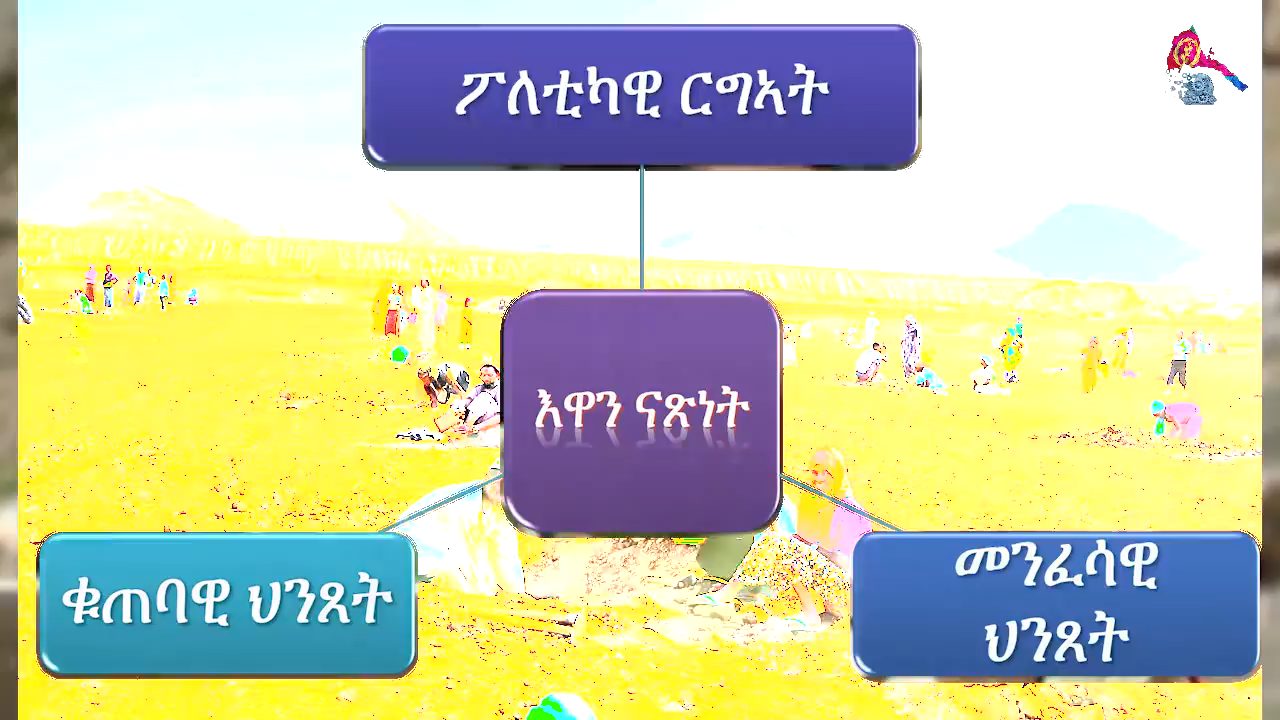 ፖለቲካዊ ርግኣት
እዋን ናጽነት
ቁጠባዊ ህንጸት
መንፈሳዊ
ህንጸት